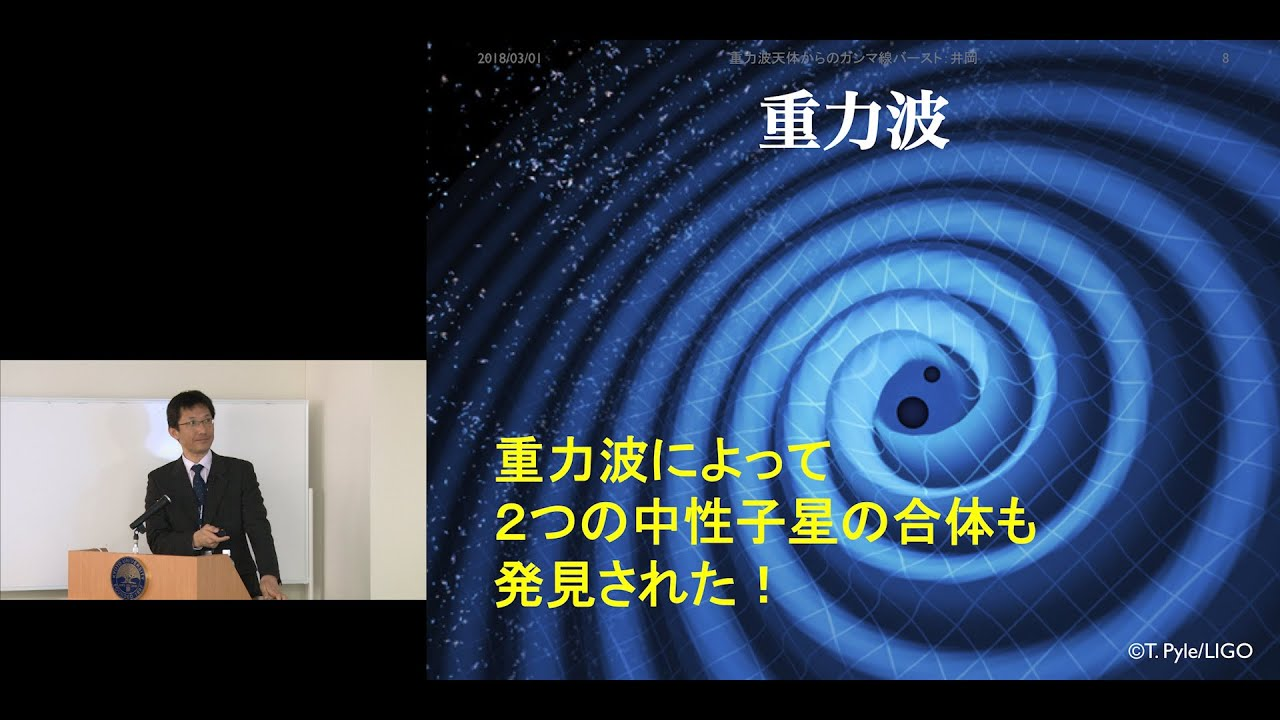 2018/03/01
重力波天体からのガンマ線バースト: 井岡
8
重力波
重力波によって
２つの中性子星の合体も
発見された！
©T. Pyle/LIGO